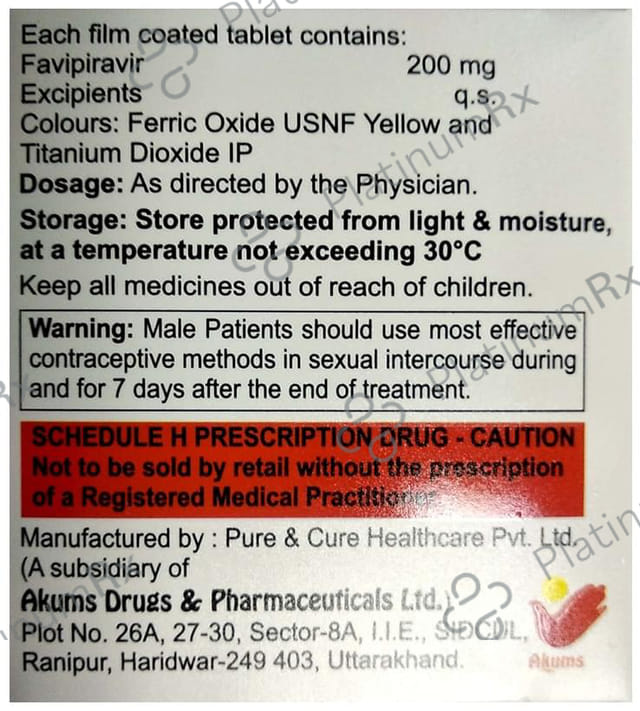 Each film coated tablet contains:
Favipiravir 200 mg
Excipients q.s.
Colours: Ferric Oxide USNF Yellow and
Titanium Dioxide IP
Dosage: As directed by the Physician.
Storage: Store protected from light & moisture,
at a temperature not exceeding 30°C
Keep all medicines out of reach of children.
Warning: Male Patients should use most effective
contraceptive methods in sexual intercourse during
and for 7 days after the end of treatment.
SCHEDULE H PRESCRIPTION DRUG - CAUTION
Not to be sold by retail without the prescription
of a Registered Medical Practitioner
Manufactured by : Pure & Cure Healthcare Pvt. Ltd.
(A subsidiary of
Akums Drugs & Pharmaceuticals Ltd.)
Plot No. 26A, 27-30, Sector-8A, I.I.E., SIDCUL,
Ranipur, Haridwar-249 403, Uttarakhand.
Akums
PlatinumRx
PlatinumRx